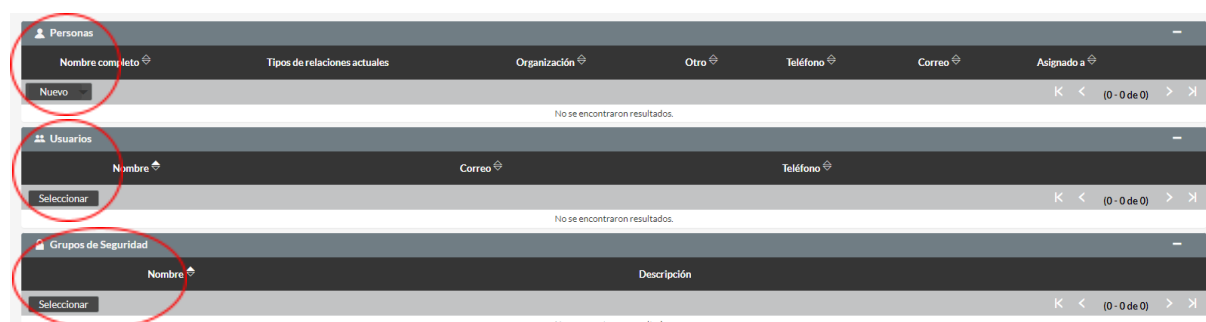 Personas
Nombre completo Tipos de relaciones actuales Organización Otro Teléfono Correo Asignado a
Nuevo (0 - 0 de 0)
No se encontraron resultados.
Usuarios
Nombre Correo Teléfono
Seleccionar (0 - 0 de 0)
No se encontraron resultados.
Grupos de Seguridad
Nombre Descripción
Seleccionar (0 - 0 de 0)